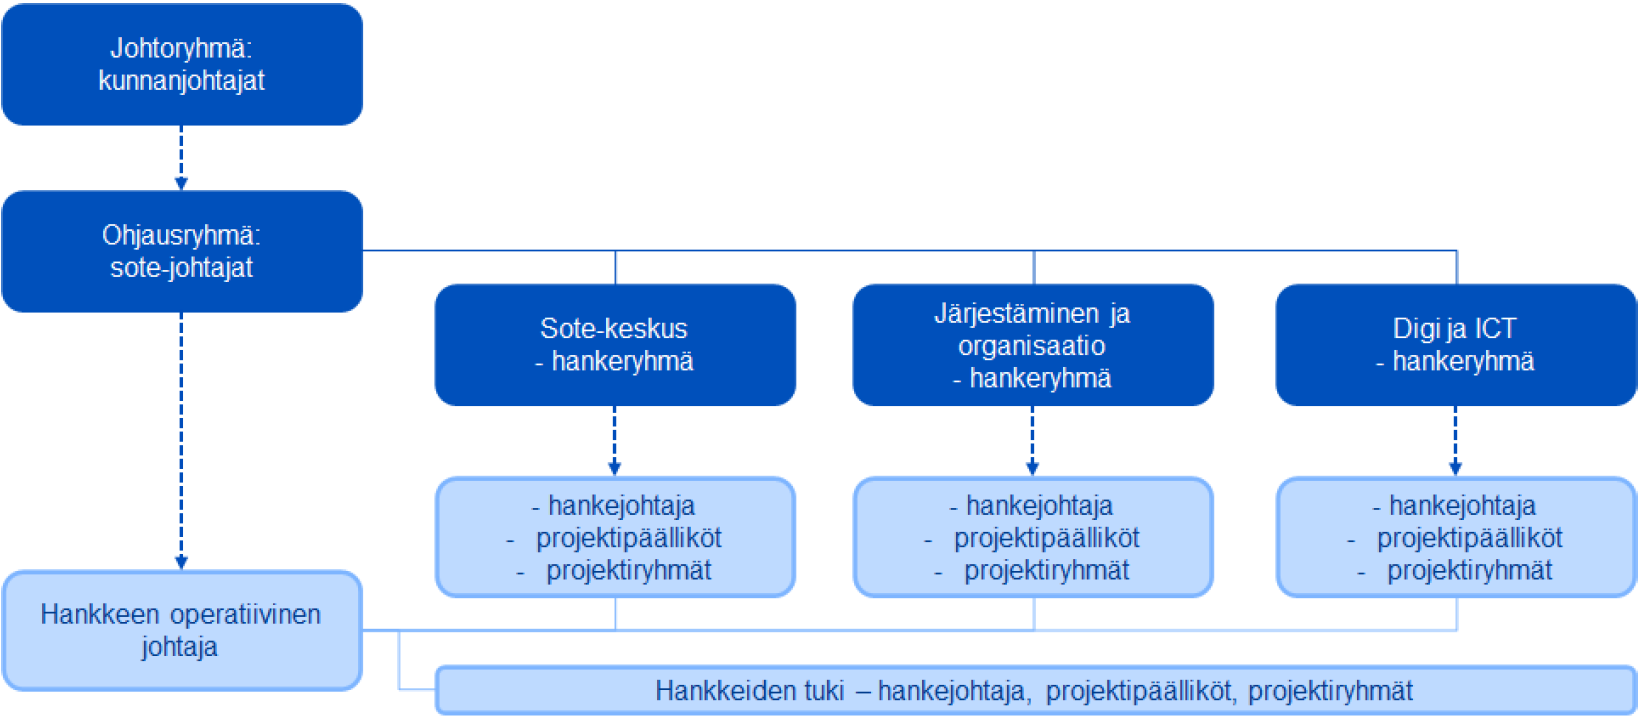 Johtoryhmä:
kunnanjohtajat
Ohjausryhmä:
sote-johtajat
Sote-keskus
- hankeryhmä
Järjestäminen ja
organisaatio
- hankeryhmä
Digi ja ICT
- hankeryhmä
- hankejohtaja
- projektipäälliköt
- projektiryhmät
- hankejohtaja
- projektipäälliköt
- projektiryhmät
- hankejohtaja
- projektipäälliköt
- projektiryhmät
Hankkeen operatiivinen
johtaja
Hankkeiden tuki – hankejohtaja, projektipäälliköt, projektiryhmät